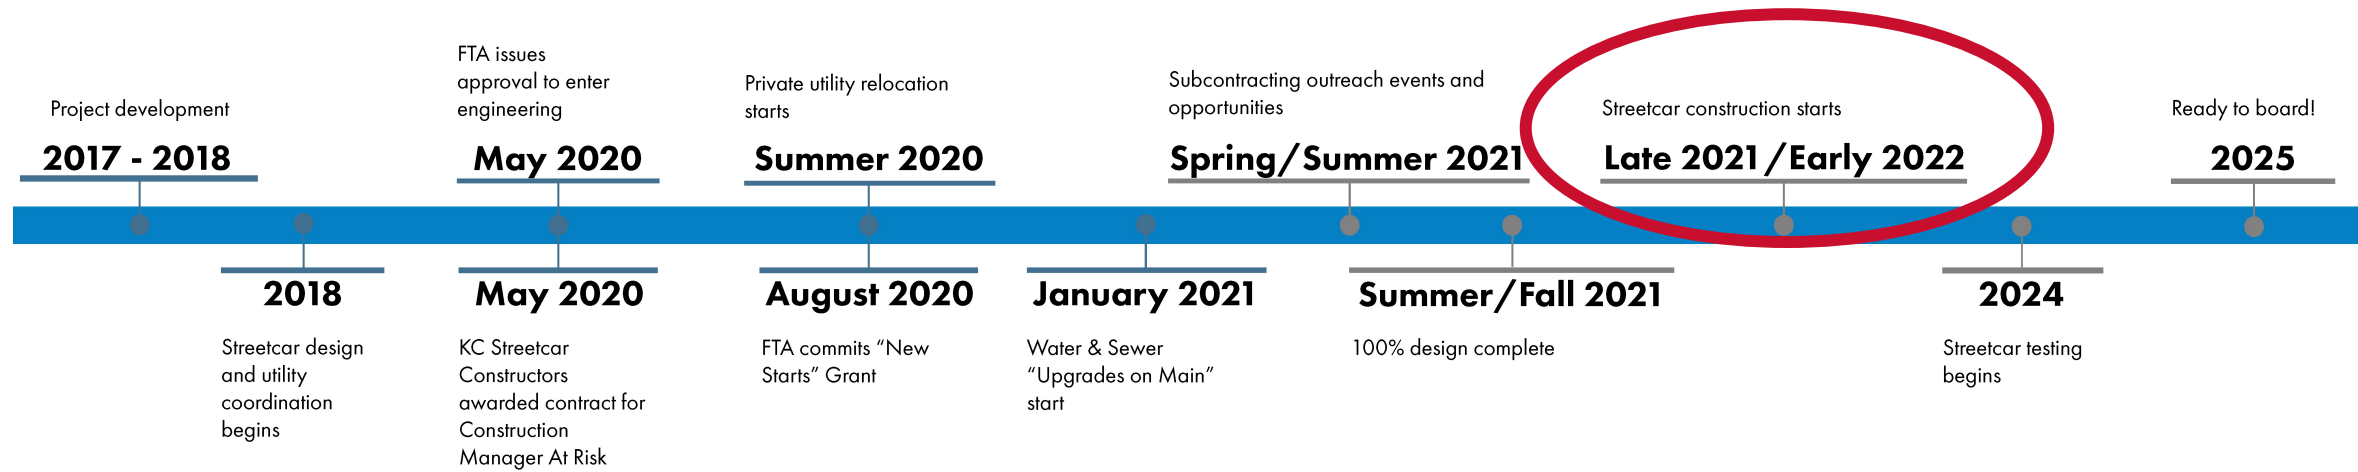 Project development
2017 - 2018
2018
Streetcar design
and utility
coordination
begins
FTA issues
approval to enter
engineering
May 2020
May 2020
KC Streetcar
Constructors
awarded contract for
Construction
Manager At Risk
Private utility relocation
starts
Summer 2020
August 2020
FTA commits “New
Starts” Grant
January 2021
Water & Sewer
“Upgrades on Main”
start
Subcontracting outreach events and
opportunities
Spring/Summer 2021
Summer/Fall 2021
100% design complete
Streetcar construction starts
Late 2021/Early 2022
2024
Streetcar testing
begins
Ready to board!
2025